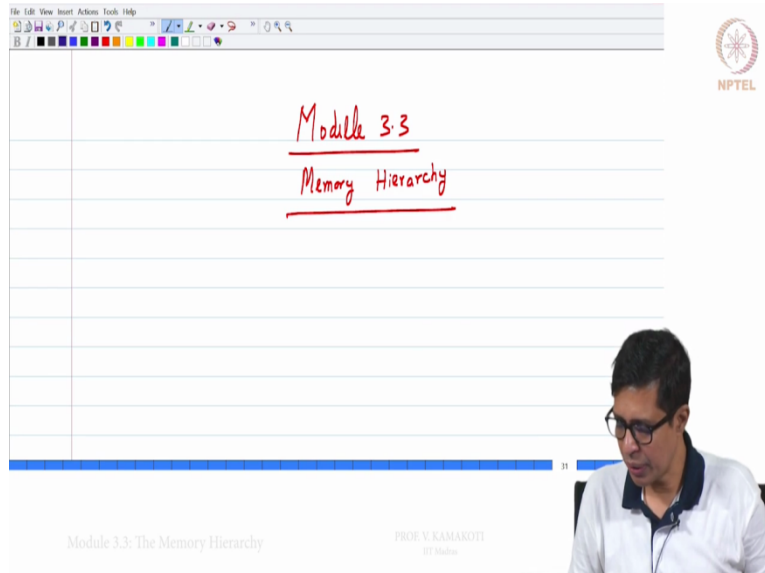 File Edit View Insert Actions Tools Help
B I
NPTEL
Module 3.3
Memory Hierarchy
31
Module 3.3: The Memory Hierarchy
PROF. V. KAMAKOTI
IIT Madras